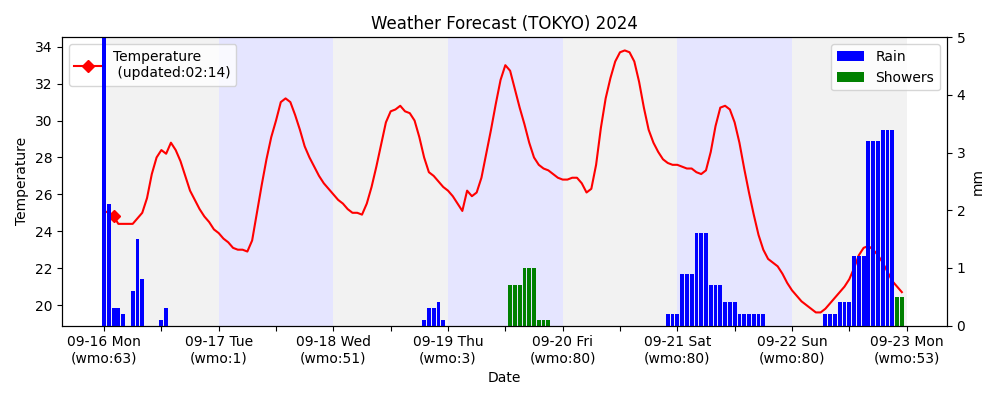 Weather Forecast (TOKYO) 2024
Temperature
(updated:02:14)
Rain
Showers
34
32
30
28
26
24
22
20
Temperature
5
4
3
2
1
0
mm
09-16 Mon
(wmo:63)
09-17 Tue
(wmo:1)
09-18 Wed
(wmo:51)
09-19 Thu
(wmo:3)
09-20 Fri
(wmo:80)
09-21 Sat
(wmo:80)
09-22 Sun
(wmo:80)
09-23 Mon
(wmo:53)
Date